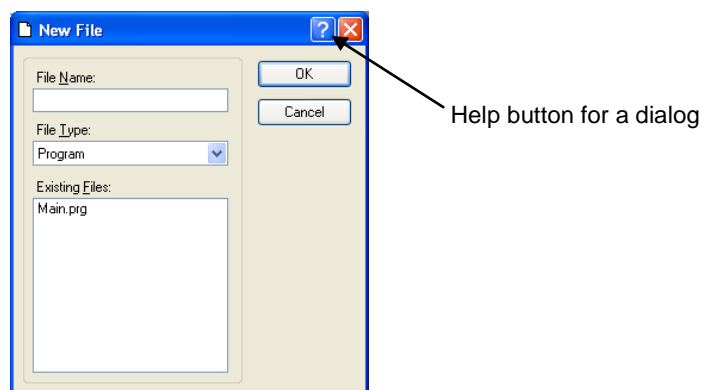 New File
?
X
File Name:
OK
Cancel
File Type:
Program
Existing Files:
Main.prg
Help button for a dialog